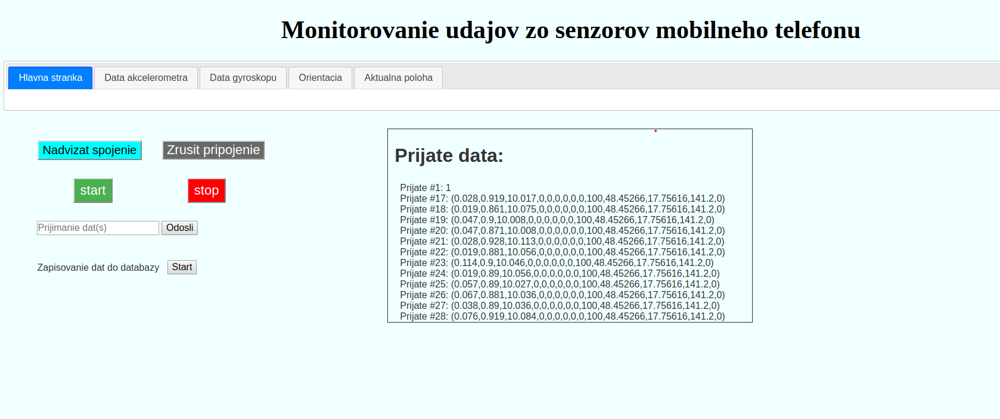 Monitorovanie udajov zo senzorov mobilneho telefonu
Hlavna stranka Data akcelerometra Data gyroskopu Orientacia Aktualna poloha
Nadvizat spojenie Zrusit pripojenie
start stop
Prijimanie dat(s) Odosli
Zapisovanie dat do databazy Start
Prijate data:
Prijate #1: 1
Prijate #17: (0.028,0.919,10.017,0,0,0,0,0,0,100,48.45266,17.75616,141.2,0)
Prijate #18: (0.019,0.861,10.075,0,0,0,0,0,0,100,48.45266,17.75616,141.2,0)
Prijate #19: (0.047,0.9,10.008,0,0,0,0,0,0,100,48.45266,17.75616,141.2,0)
Prijate #20: (0.047,0.871,10.008,0,0,0,0,0,0,100,48.45266,17.75616,141.2,0)
Prijate #21: (0.028,0.928,10.113,0,0,0,0,0,0,100,48.45266,17.75616,141.2,0)
Prijate #22: (0.019,0.881,10.056,0,0,0,0,0,0,100,48.45266,17.75616,141.2,0)
Prijate #23: (0.114,0.9,10.046,0,0,0,0,0,0,100,48.45266,17.75616,141.2,0)
Prijate #24: (0.019,0.89,10.056,0,0,0,0,0,0,100,48.45266,17.75616,141.2,0)
Prijate #25: (0.057,0.89,10.027,0,0,0,0,0,0,100,48.45266,17.75616,141.2,0)
Prijate #26: (0.067,0.881,10.036,0,0,0,0,0,0,100,48.45266,17.75616,141.2,0)
Prijate #27: (0.038,0.89,10.036,0,0,0,0,0,0,100,48.45266,17.75616,141.2,0)
Prijate #28: (0.076,0.919,10.084,0,0,0,0,0,0,100,48.45266,17.75616,141.2,0)